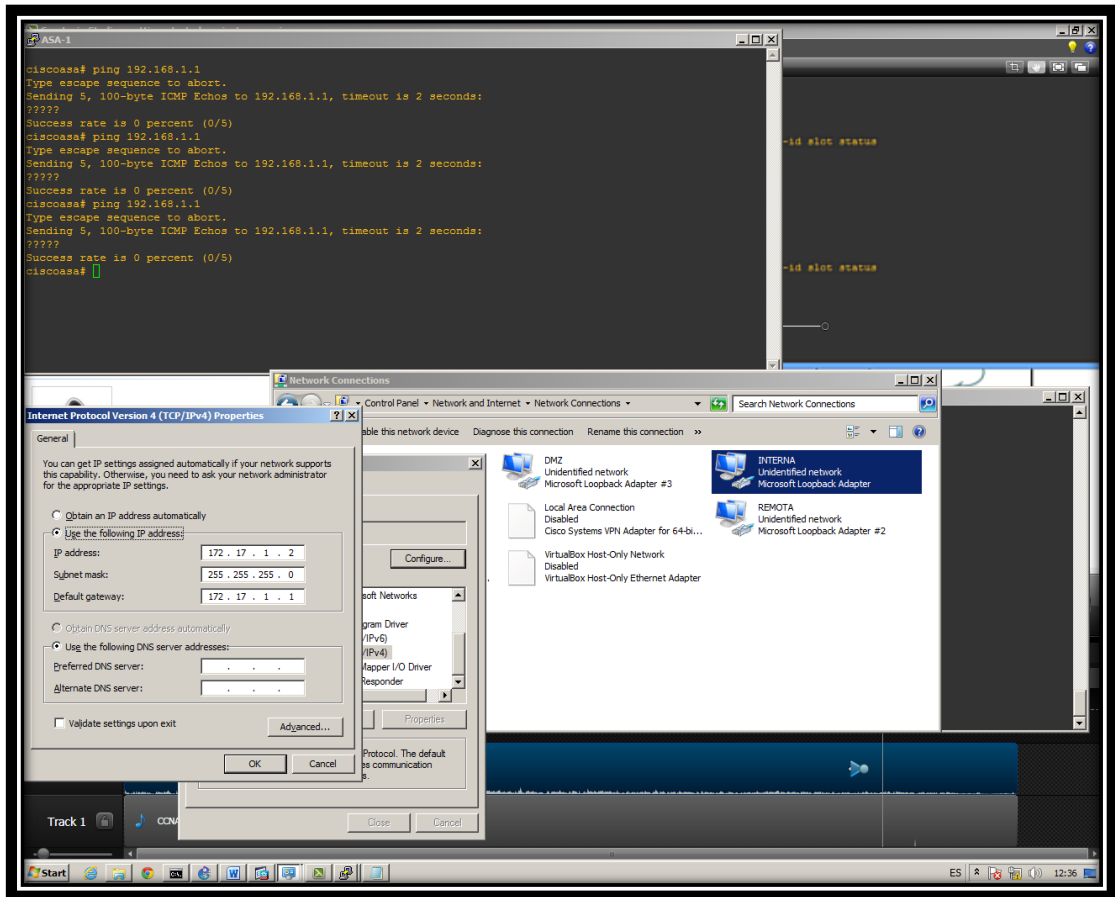 ASA-1
ciscoasa# ping 192.168.1.1
Type escape sequence to abort.
Sending 5, 100-byte ICMP Echos to 192.168.1.1, timeout is 2 seconds:
?????
Success rate is 0 percent (0/5)
ciscoasa# ping 192.168.1.1
Type escape sequence to abort.
Sending 5, 100-byte ICMP Echos to 192.168.1.1, timeout is 2 seconds:
?????
Success rate is 0 percent (0/5)
ciscoasa# ping 192.168.1.1
Type escape sequence to abort.
Sending 5, 100-byte ICMP Echos to 192.168.1.1, timeout is 2 seconds:
?????
Success rate is 0 percent (0/5)
ciscoasa#
-id slot status
-id slot status
Network Connections
Control Panel Network and Internet Network Connections
Search Network Connections
able this network device Diagnose this connection Rename this connection »
DMZ
Unidentified network
Microsoft Loopback Adapter #3
INTERNA
Unidentified network
Microsoft Loopback Adapter
Local Area Connection
Disabled
Cisco Systems VPN Adapter for 64-bi...
REMOTA
Unidentified network
Microsoft Loopback Adapter #2
VirtualBox Host-Only Network
Disabled
VirtualBox Host-Only Ethernet Adapter
Internet Protocol Version 4 (TCP/IPv4) Properties
General
You can get IP settings assigned automatically if your network supports
this capability. Otherwise, you need to ask your network administrator
for the appropriate IP settings.
Obtain an IP address automatically
Use the following IP address:
IP address: 172 . 17 . 1 . 2
Subnet mask: 255 . 255 . 255 . 0
Default gateway: 172 . 17 . 1 . 1
Obtain DNS server address automatically
Use the following DNS server addresses:
Preferred DNS server: . . .
Alternate DNS server: . . .
Validate settings upon exit
Advanced...
OK Cancel
Configure...
soft Networks
gram Driver
/IPv6)
/IPv4)
Mapper I/O Driver
Responder
Properties
Protocol. The default
es communication
s.
Close Cancel
Track 1
CCNA
Start
ES
12:36